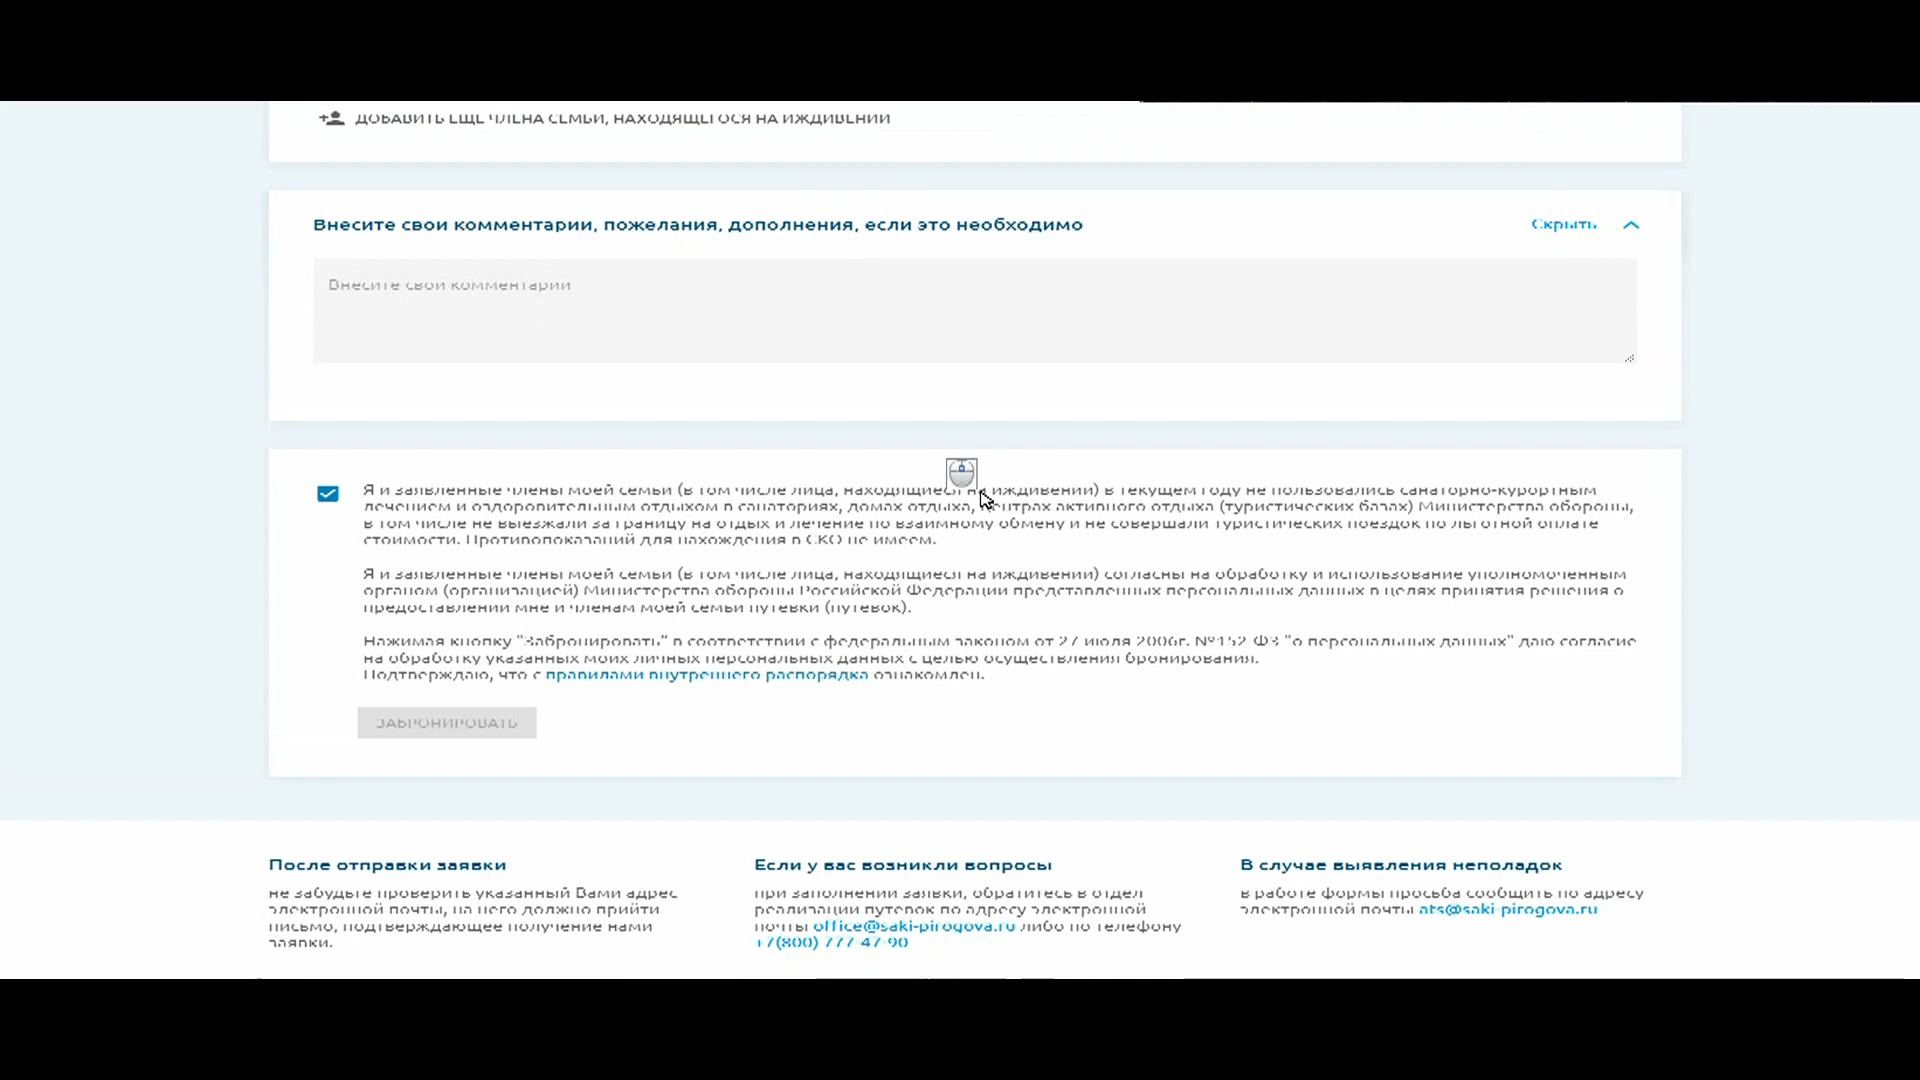 ДОБАВИТЬ ЕЩЕ ЧЛЕНА СЕМЬИ, НАХОДЯЩЕГОСЯ НА ИЖДИВЕНИИ
Внесите свои комментарии, пожелания, дополнения, если это необходимо
Скрыть
Внесите свои комментарии
Я и заявленные члены моей семьи (в том числе лица, находящиеся на иждивении) в текущем году не пользовались санаторно-курортным
лечением и оздоровительным отдыхом в санаториях, домах отдыха, центрах активного отдыха (туристических базах) Министерства обороны,
в том числе не выезжали за границу на отдых и лечение по взаимному обмену и не совершали туристических поездок по льготной оплате
стоимости. Противопоказаний для нахождения в СКО не имеем.
Я и заявленные члены моей семьи (в том числе лица, находящиеся на иждивении) согласны на обработку и использование уполномоченным
органом (организацией) Министерства обороны Российской Федерации представленных персональных данных в целях принятия решения о
предоставлении мне и членам моей семьи путевки (путевок).
Нажимая кнопку "Забронировать" в соответствии с федеральным законом от 27 июля 2006г. №152-ФЗ "о персональных данных" даю согласие
на обработку указанных моих личных персональных данных с целью осуществления бронирования.
Подтверждаю, что с правилами внутреннего распорядка ознакомлен.
ЗАБРОНИРОВАТЬ
После отправки заявки
не забудьте проверить указанный Вами адрес
электронной почты, на него должно прийти
письмо, подтверждающее получение нами
заявки.
Если у вас возникли вопросы
при заполнении заявки, обратитесь в отдел
реализации путевок по адресу электронной
почты office@saki-pirogova.ru либо по телефону
+7(800) 777-47-90
В случае выявления неполадок
в работе формы просьба сообщить по адресу
электронной почты ats@saki-pirogova.ru